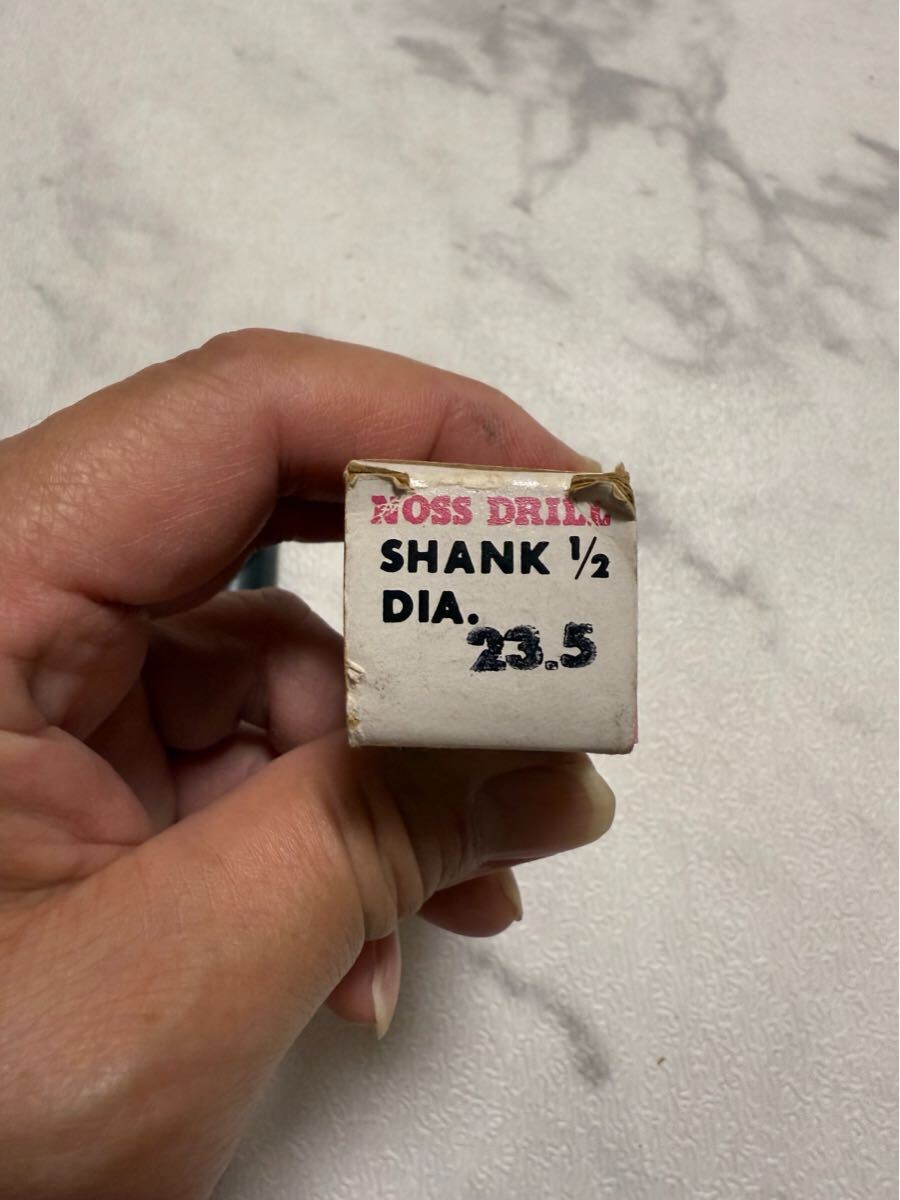 NOSS DRILL
SHANK 1/2
DIA.
23.5